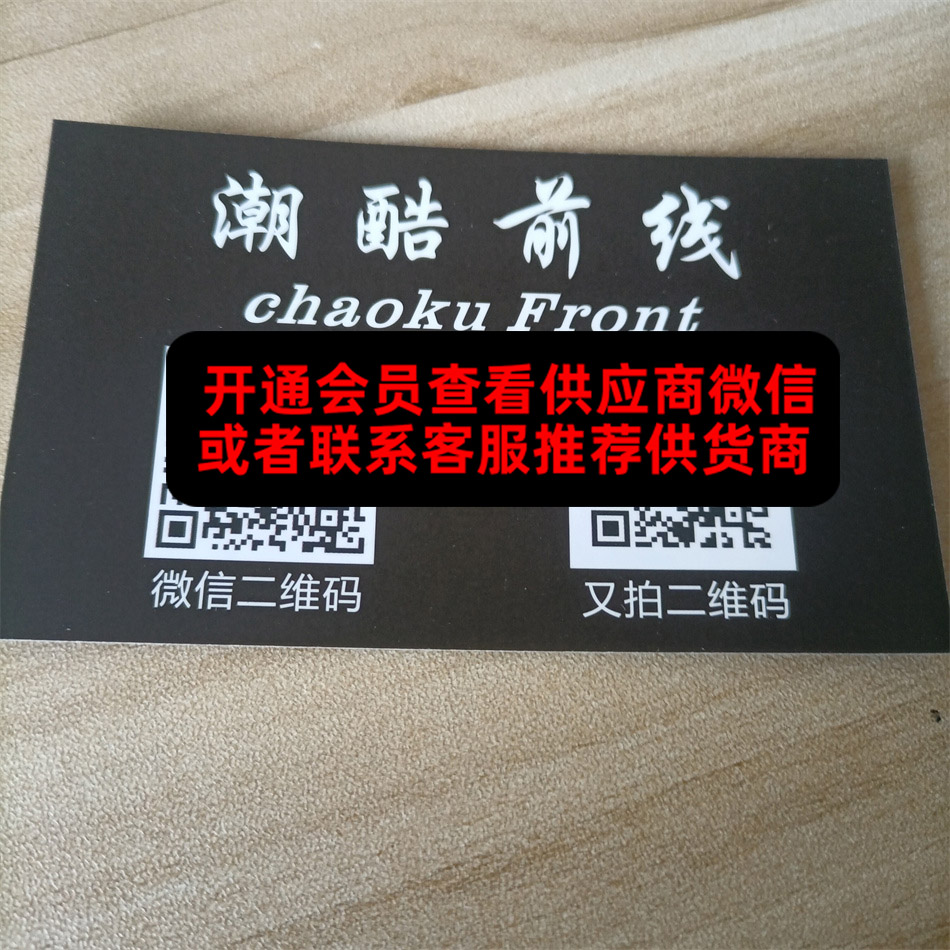 潮酷前线
chaoku Front
开通会员查看供应商微信
或者联系客服推荐供货商
微信二维码
又拍二维码